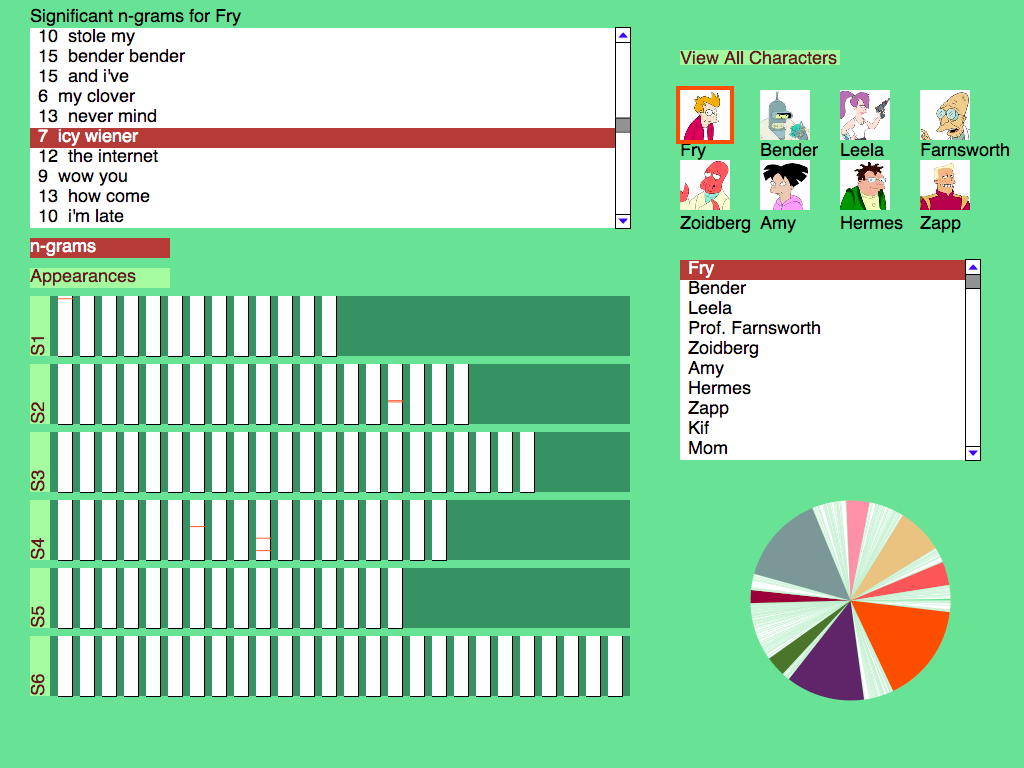 Significant n-grams for Fry
10 stole my
15 bender bender
15 and i've
6 my clover
13 never mind
7 icy wiener
12 the internet
9 wow you
13 how come
10 i'm late
n-grams
Appearances
S1
S2
S3
S4
S5
S6
View All Characters
Fry Bender Leela Farnsworth
Zoidberg Amy Hermes Zapp
Fry
Bender
Leela
Prof. Farnsworth
Zoidberg
Amy
Hermes
Zapp
Kif
Mom